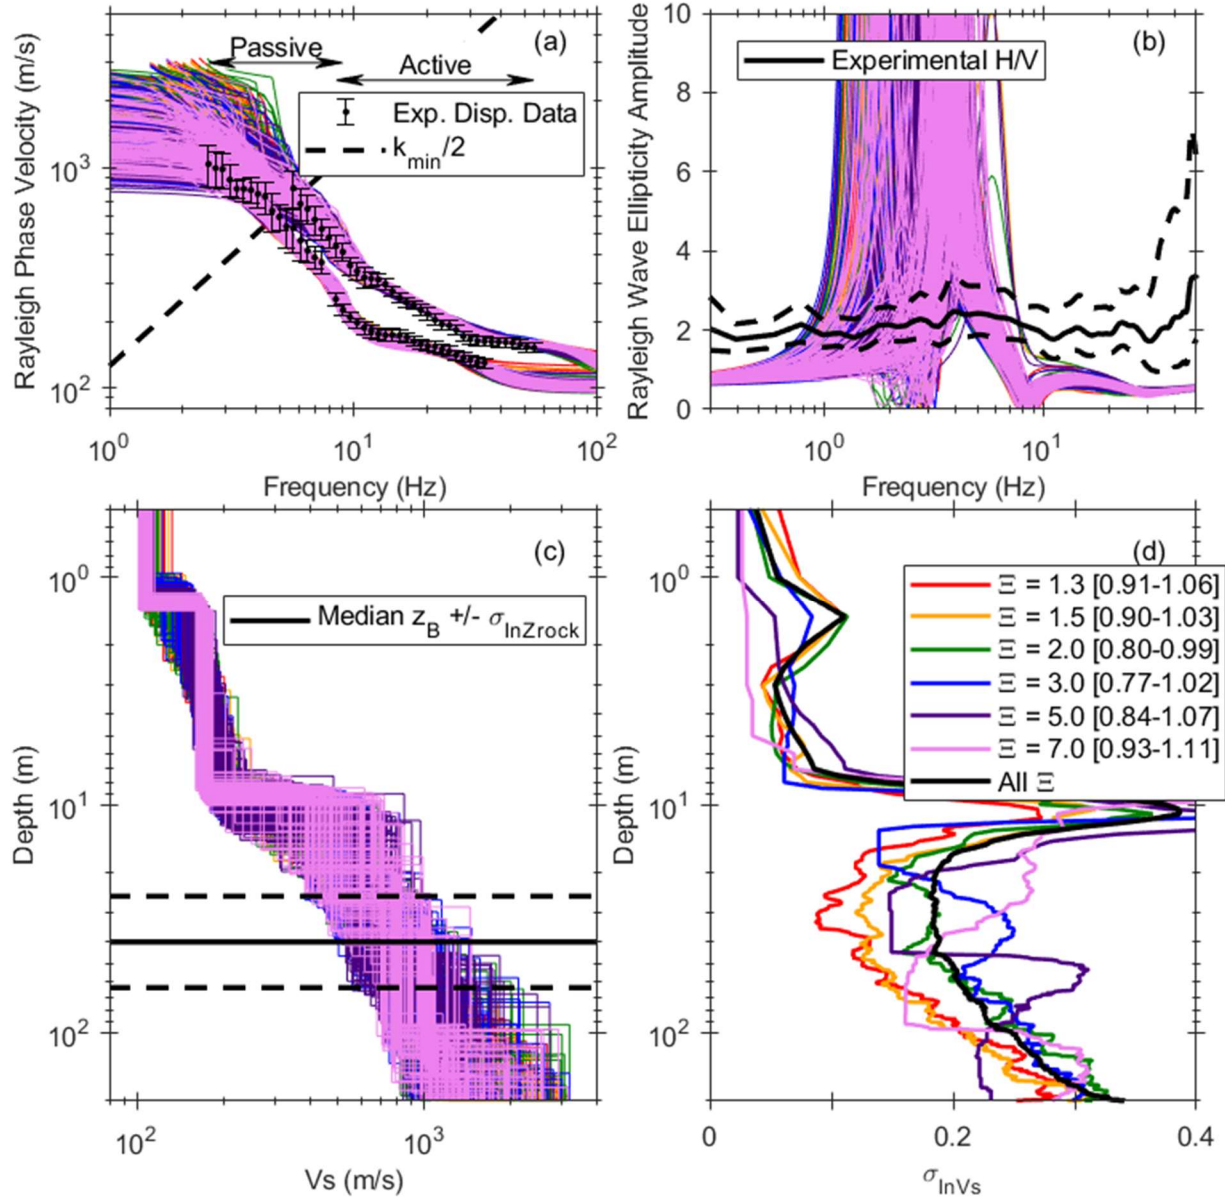 (a)
Passive
Active
Exp. Disp. Data
k_min/2
Rayleigh Phase Velocity (m/s)
10^3
10^2
10^0 10^1 10^2
Frequency (Hz)
(b)
Experimental H/V
Rayleigh Wave Ellipticity Amplitude
10
8
6
4
2
0
10^0 10^1
Frequency (Hz)
(c)
Median z_B +/- σ_lnZrock
Depth (m)
10^0
10^1
10^2
10^2 10^3
Vs (m/s)
(d)
Ξ = 1.3 [0.91-1.06]
Ξ = 1.5 [0.90-1.03]
Ξ = 2.0 [0.80-0.99]
Ξ = 3.0 [0.77-1.02]
Ξ = 5.0 [0.84-1.07]
Ξ = 7.0 [0.93-1.11]
All Ξ
Depth (m)
10^0
10^1
10^2
0 0.2 0.4
σ_lnVs